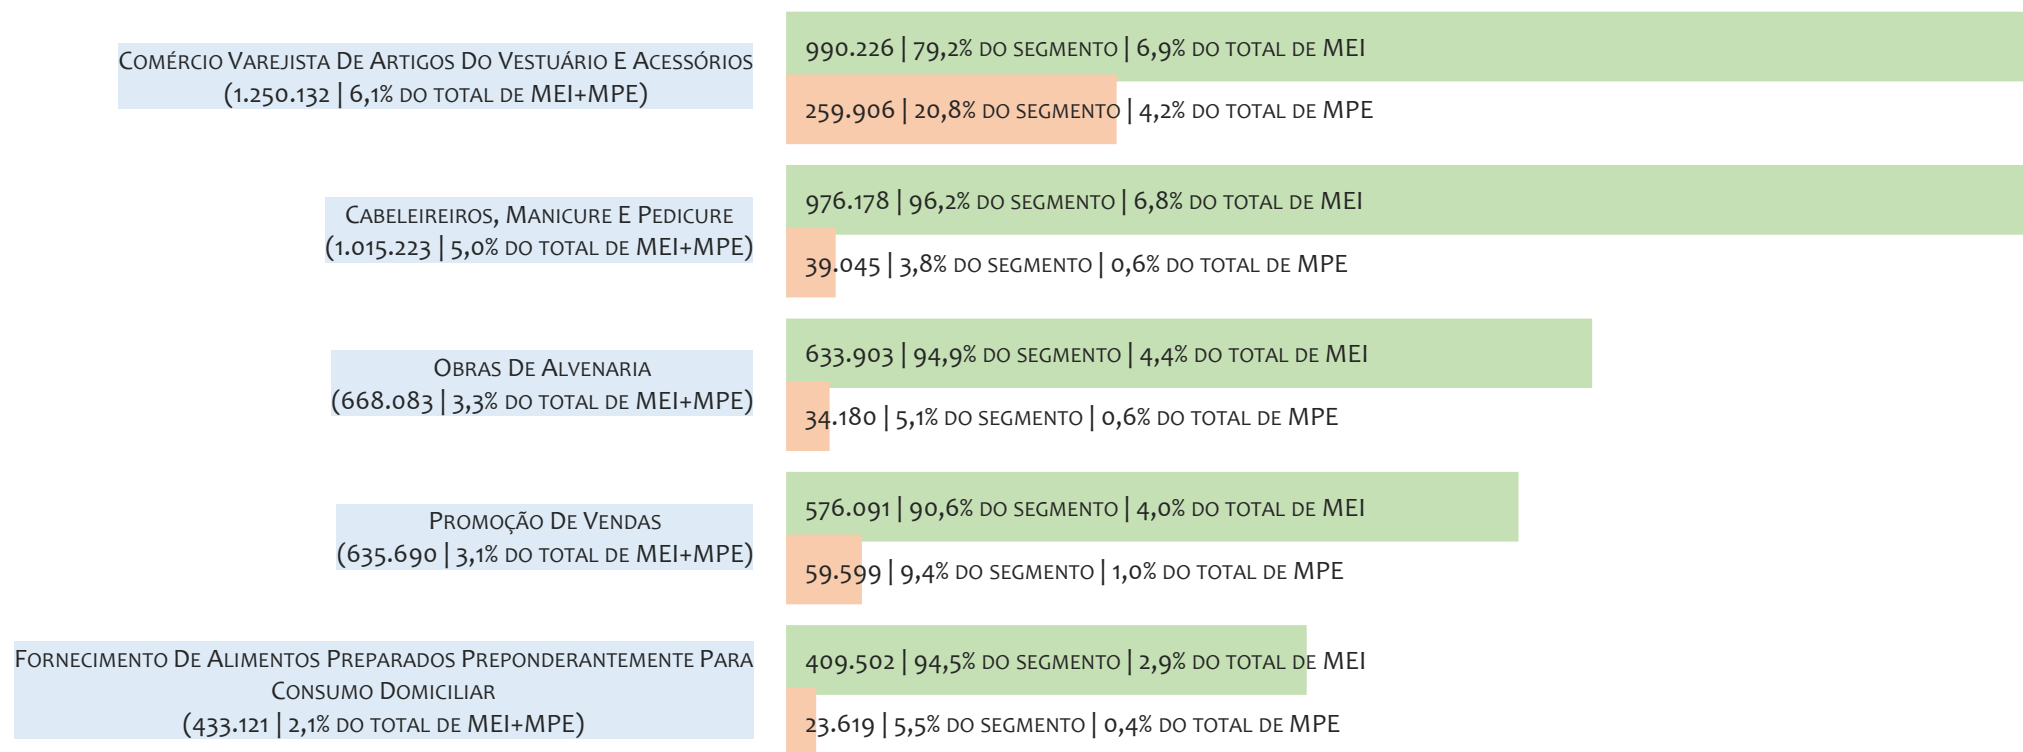 Comércio Varejista De Artigos Do Vestuário E Acessórios
(1.250.132 | 6,1% do total de MEI+MPE)
990.226 | 79,2% do segmento | 6,9% do total de MEI
259.906 | 20,8% do segmento | 4,2% do total de MPE
Cabeleireiros, Manicure E Pedicure
(1.015.223 | 5,0% do total de MEI+MPE)
976.178 | 96,2% do segmento | 6,8% do total de MEI
39.045 | 3,8% do segmento | 0,6% do total de MPE
Obras De Alvenaria
(668.083 | 3,3% do total de MEI+MPE)
633.903 | 94,9% do segmento | 4,4% do total de MEI
34.180 | 5,1% do segmento | 0,6% do total de MPE
Promoção De Vendas
(635.690 | 3,1% do total de MEI+MPE)
576.091 | 90,6% do segmento | 4,0% do total de MEI
59.599 | 9,4% do segmento | 1,0% do total de MPE
Fornecimento De Alimentos Preparados Preponderantemente Para
Consumo Domiciliar
(433.121 | 2,1% do total de MEI+MPE)
409.502 | 94,5% do segmento | 2,9% do total de MEI
23.619 | 5,5% do segmento | 0,4% do total de MPE